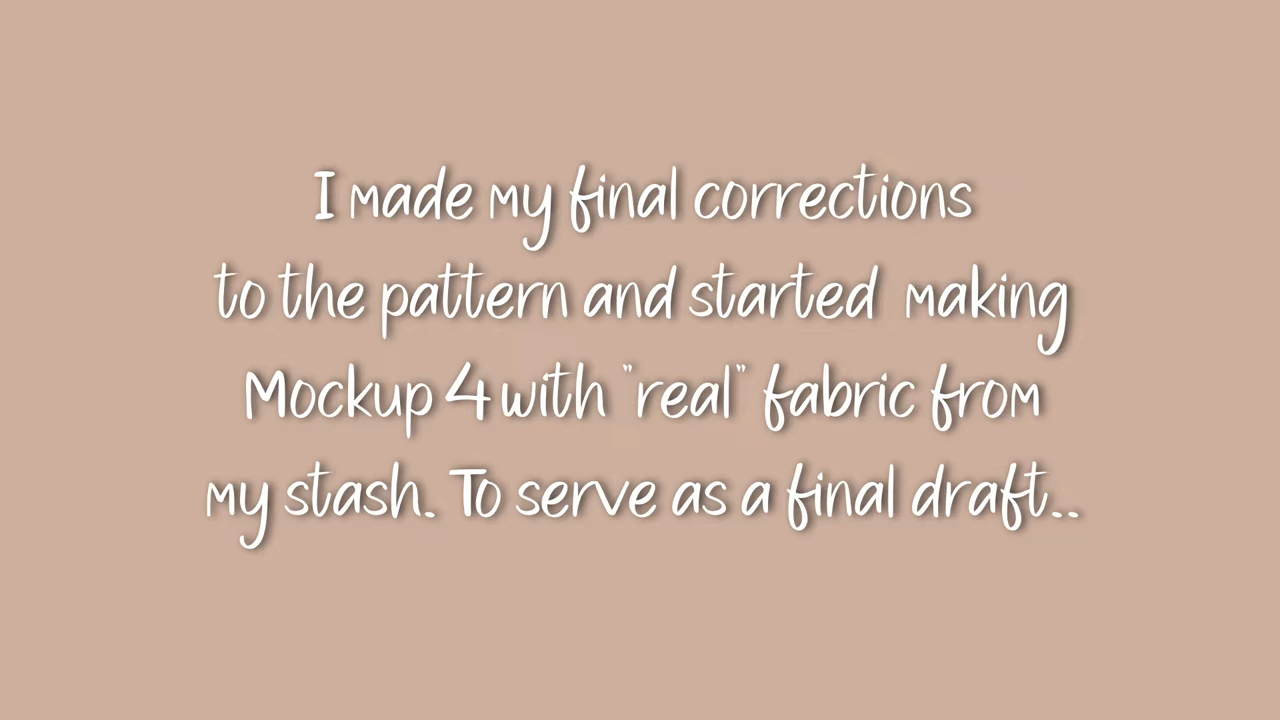 I made my final corrections
to the pattern and started making
Mockup 4 with "real" fabric from
my stash. To serve as a final draft..